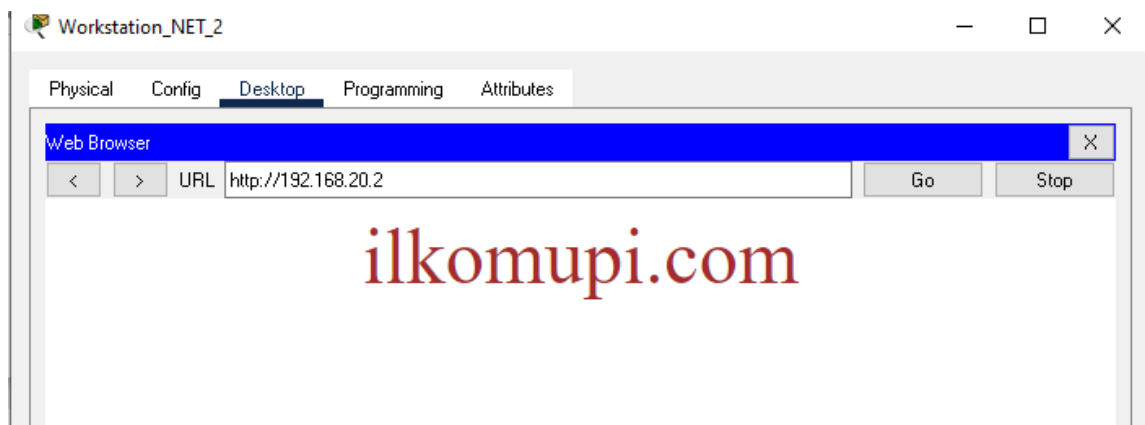 Workstation_NET_2
Physical Config Desktop Programming Attributes
Web Browser X
< > URL http://192.168.20.2 Go Stop
ilkomupi.com